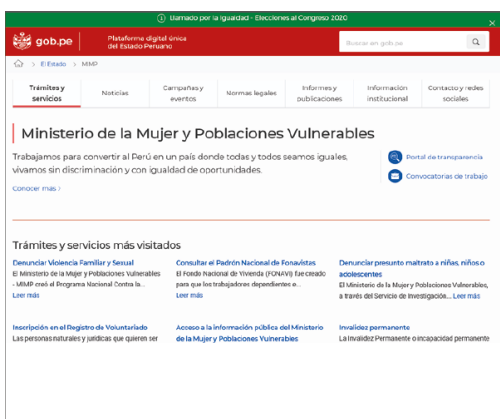 Llamado por la Igualdad - Elecciones al Congreso 2020
gob.pe
Plataforma digital única
del Estado Peruano
Buscar en gob.pe
El Estado > MIMP
Trámites y
servicios
Noticias
Campañas y
eventos
Normas legales
Informes y
publicaciones
Información
institucional
Contacto y redes
sociales
Ministerio de la Mujer y Poblaciones Vulnerables
Trabajamos para convertir al Perú en un país donde todas y todos seamos iguales,
vivamos sin discriminación y con igualdad de oportunidades.
Conocer más >
Portal de transparencia
Convocatorias de trabajo
Trámites y servicios más visitados
Denunciar Violencia Familiar y Sexual
El Ministerio de la Mujer y Poblaciones Vulnerables
- MIMP creó el Programa Nacional Contra la...
Leer más
Consultar el Padrón Nacional de Fonavistas
El Fondo Nacional de Vivienda (FONAVI) fue creado
para que los trabajadores dependientes e...
Leer más
Denunciar presunto maltrato a niñas, niños o
adolescentes
El Ministerio de la Mujer y Poblaciones Vulnerables,
a través del Servicio de Investigación... Leer más
Inscripción en el Registro de Voluntariado
Las personas naturales y jurídicas que quieren ser
Acceso a la información pública del Ministerio
de la Mujer y Poblaciones Vulnerables
Invalidez permanente
La Invalidez Permanente o incapacidad permanente